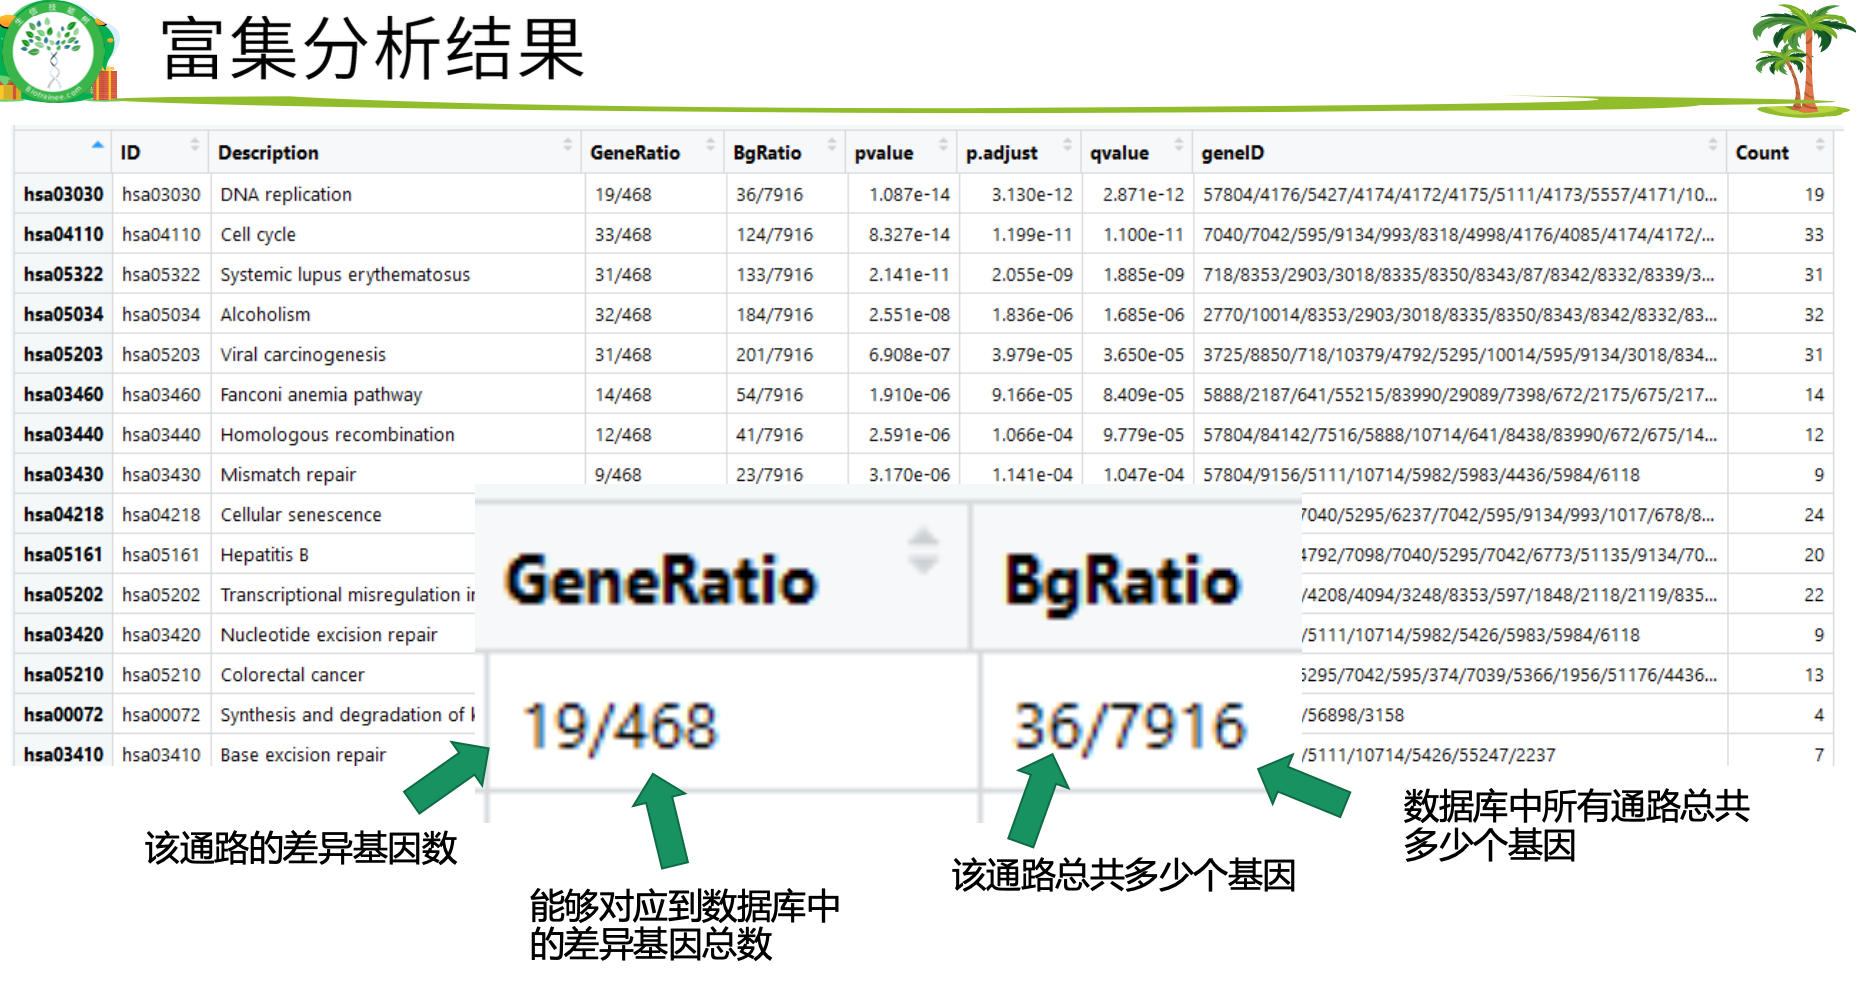 生信技能树
Biotrainee.com
富集分析结果
ID Description GeneRatio BgRatio pvalue p.adjust qvalue geneID Count
hsa03030 hsa03030 DNA replication 19/468 36/7916 1.087e-14 3.130e-12 2.871e-12 57804/4176/5427/4174/4172/4175/5111/4173/5557/4171/10... 19
hsa04110 hsa04110 Cell cycle 33/468 124/7916 8.327e-14 1.199e-11 1.100e-11 7040/7042/595/9134/993/8318/4998/4176/4085/4174/4172/... 33
hsa05322 hsa05322 Systemic lupus erythematosus 31/468 133/7916 2.141e-11 2.055e-09 1.885e-09 718/8353/2903/3018/8335/8350/8343/87/8342/8332/8339/3... 31
hsa05034 hsa05034 Alcoholism 32/468 184/7916 2.551e-08 1.836e-06 1.685e-06 2770/10014/8353/2903/3018/8335/8350/8343/8342/8332/83... 32
hsa05203 hsa05203 Viral carcinogenesis 31/468 201/7916 6.908e-07 3.979e-05 3.650e-05 3725/8850/718/10379/4792/5295/10014/595/9134/3018/834... 31
hsa03460 hsa03460 Fanconi anemia pathway 14/468 54/7916 1.910e-06 9.166e-05 8.409e-05 5888/2187/641/55215/83990/29089/7398/672/2175/675/217... 14
hsa03440 hsa03440 Homologous recombination 12/468 41/7916 2.591e-06 1.066e-04 9.779e-05 57804/84142/7516/5888/10714/641/8438/83990/672/675/14... 12
hsa03430 hsa03430 Mismatch repair 9/468 23/7916 3.170e-06 1.141e-04 1.047e-04 57804/9156/5111/10714/5982/5983/4436/5984/6118 9
hsa04218 hsa04218 Cellular senescence 7040/5295/6237/7042/595/9134/993/1017/678/8... 24
hsa05161 hsa05161 Hepatitis B 4792/7098/7040/5295/7042/6773/51135/9134/70... 20
hsa05202 hsa05202 Transcriptional misregulation /4208/4094/3248/8353/597/1848/2118/2119/835... 22
hsa03420 hsa03420 Nucleotide excision repair /5111/10714/5982/5426/5983/5984/6118 9
hsa05210 hsa05210 Colorectal cancer 5295/7042/595/374/7039/5366/1956/51176/4436... 13
hsa00072 hsa00072 Synthesis and degradation of /56898/3158 4
hsa03410 hsa03410 Base excision repair /5111/10714/5426/55247/2237 7
GeneRatio BgRatio
19/468 36/7916
该通路的差异基因数
能够对应到数据库中
的差异基因总数
该通路总共多少个基因
数据库中所有通路总共
多少个基因